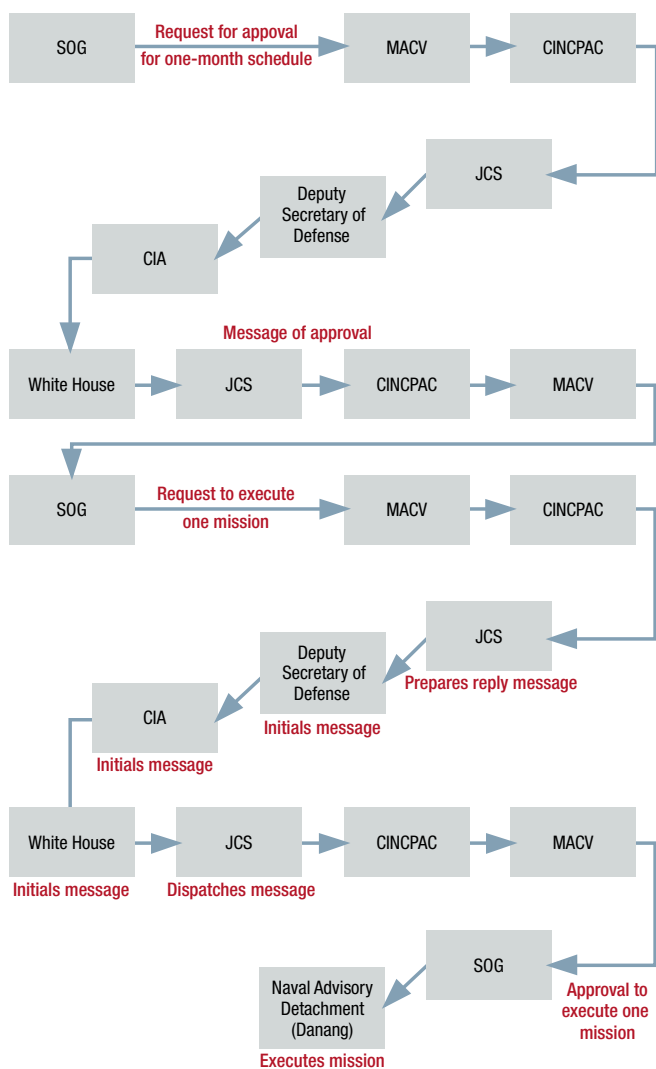 SOG
Request for appoval
for one-month schedule
MACV
CINCPAC
JCS
Deputy
Secretary of
Defense
CIA
Message of approval
White House
JCS
CINCPAC
MACV
SOG
Request to execute
one mission
MACV
CINCPAC
JCS
Prepares reply message
Deputy
Secretary of
Defense
Initials message
CIA
Initials message
White House
Initials message
JCS
Dispatches message
CINCPAC
MACV
SOG
Approval to
execute one
mission
Naval Advisory
Detachment
(Danang)
Executes mission